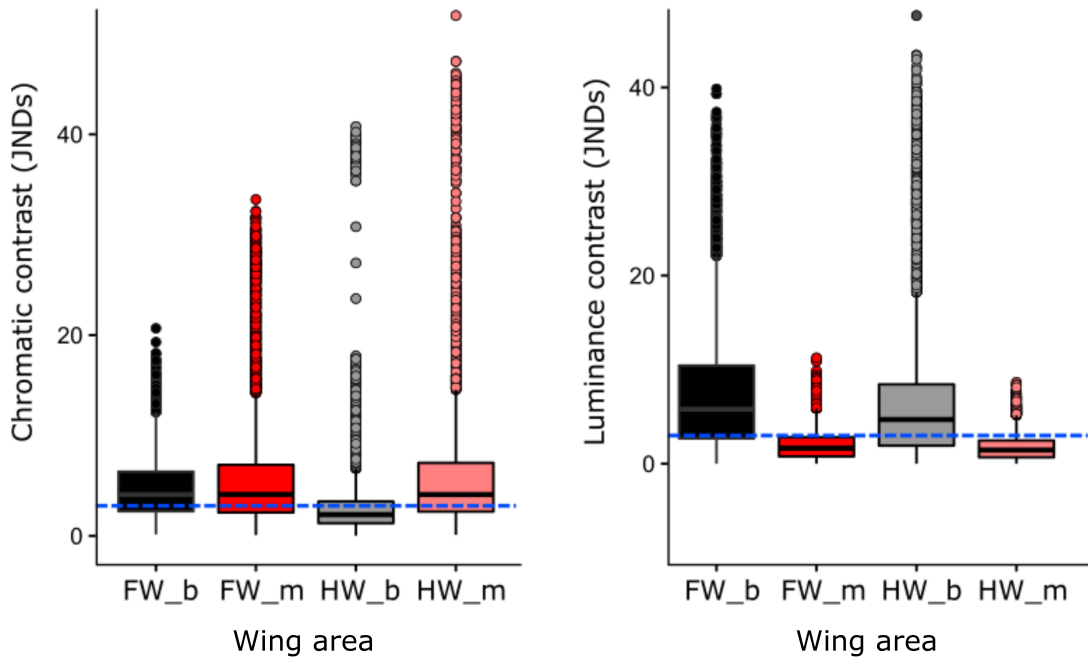 Chromatic contrast (JNDs)
40
20
0
FW_b FW_m HW_b HW_m
Wing area
Luminance contrast (JNDs)
40
20
0
FW_b FW_m HW_b HW_m
Wing area